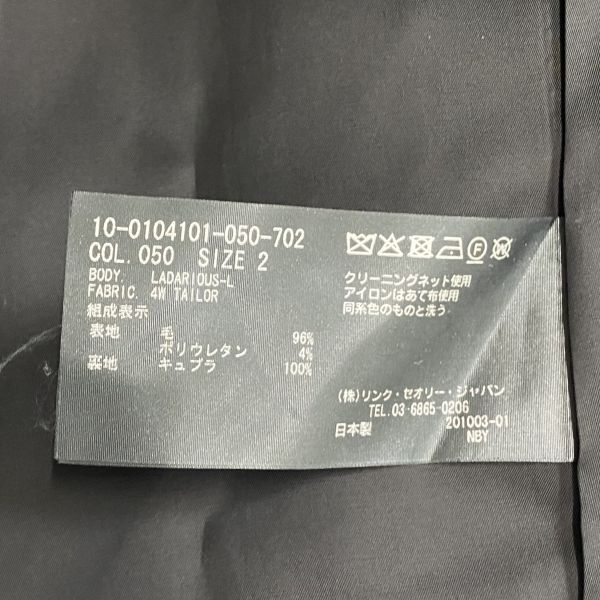 10-0104101-050-702
COL. 050 SIZE 2
BODY. LADARIOUS-L
FABRIC. 4W TAILOR
組成表示
表地 毛 96%
ポリウレタン 4%
裏地 キュプラ 100%
F W
クリーニングネット使用
アイロンはあて布使用
同系色のものと洗う
(株)リンク・セオリー・ジャパン
TEL.03-6865-0206
日本製 201003-01
NBY